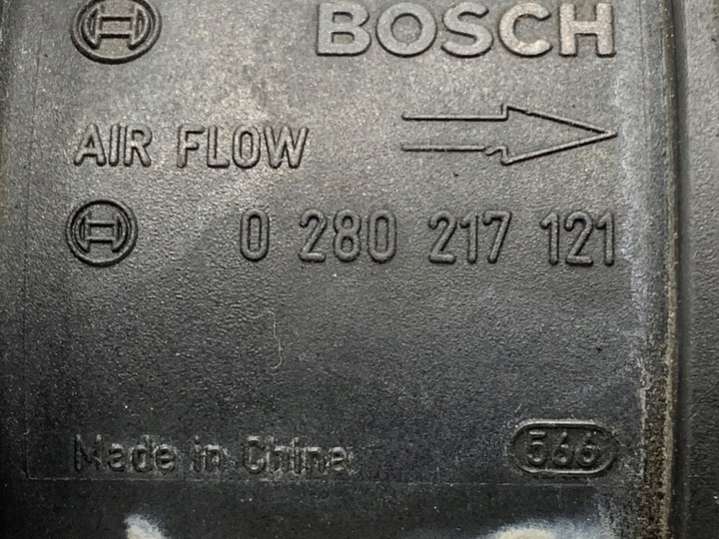 BOSCH
AIR FLOW
0 280 217 121
Made in China 566